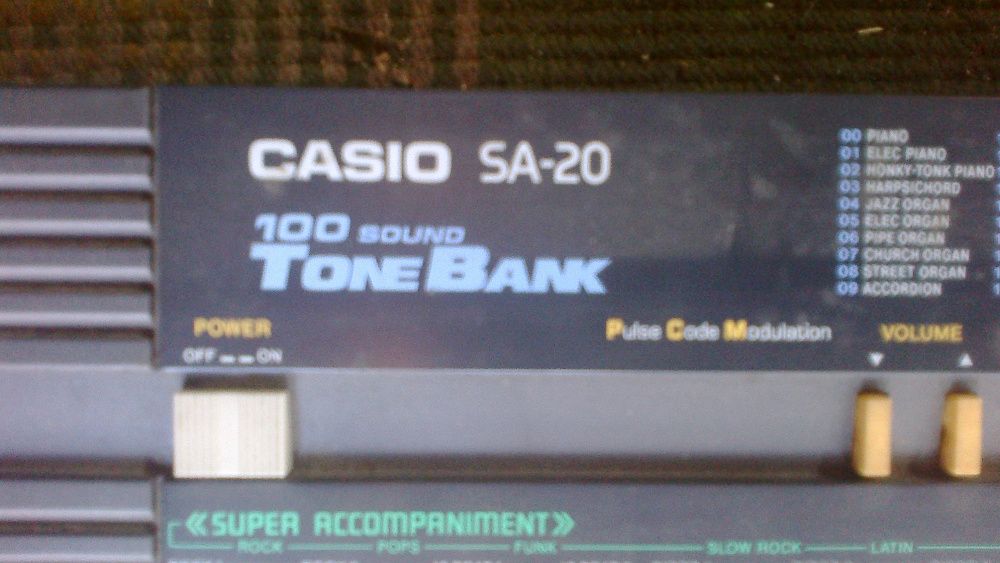 CASIO SA-20
100 SOUND
TONE BANK
Pulse Code Modulation
00 PIANO
01 ELEC PIANO
02 HONKY-TONK PIANO
03 HARPSICHORD
04 JAZZ ORGAN
05 ELEC ORGAN
06 PIPE ORGAN
07 CHURCH ORGAN
08 STREET ORGAN
09 ACCORDION
POWER
OFF ON
VOLUME
▼ ▲
《SUPER ACCOMPANIMENT》
ROCK POPS FUNK SLOW ROCK LATIN